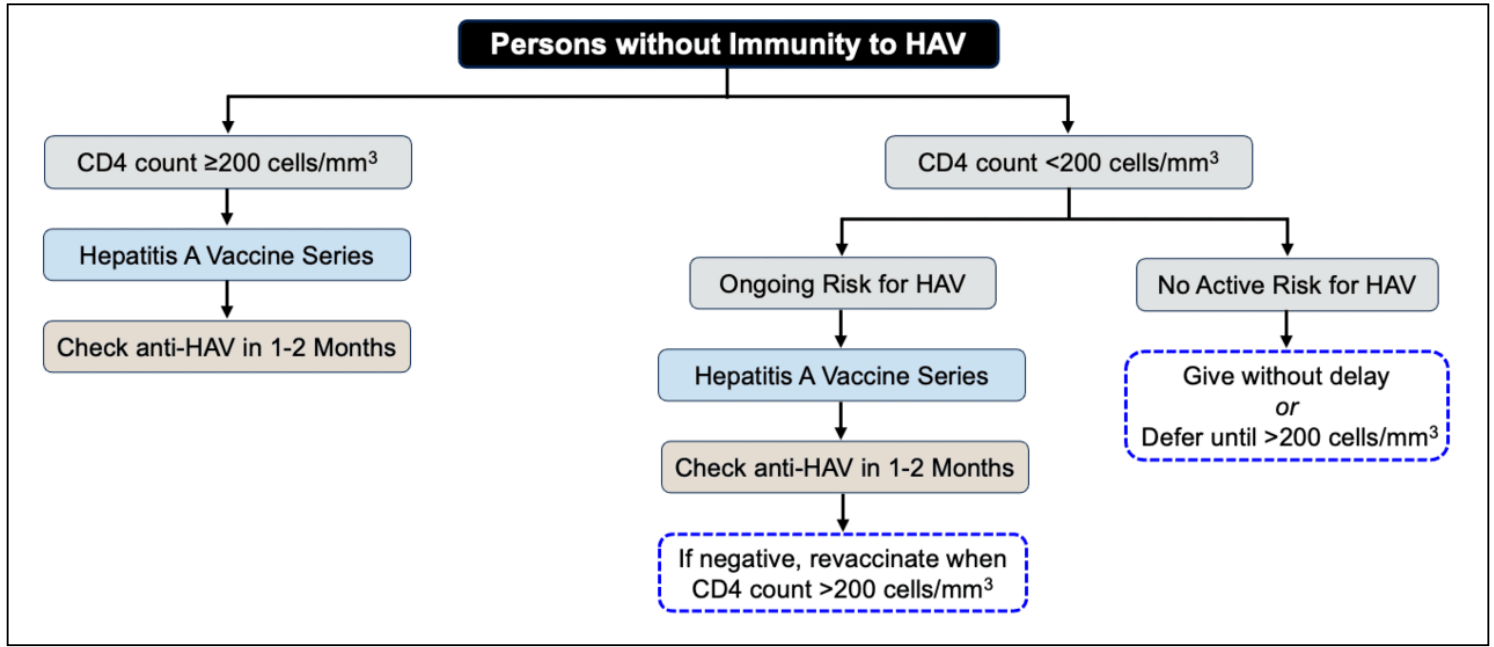 Persons without Immunity to HAV
CD4 count ≥200 cells/mm³
CD4 count <200 cells/mm³
Hepatitis A Vaccine Series
Check anti-HAV in 1-2 Months
Ongoing Risk for HAV
No Active Risk for HAV
Hepatitis A Vaccine Series
Check anti-HAV in 1-2 Months
If negative, revaccinate when
CD4 count >200 cells/mm³
Give without delay
or
Defer until >200 cells/mm³